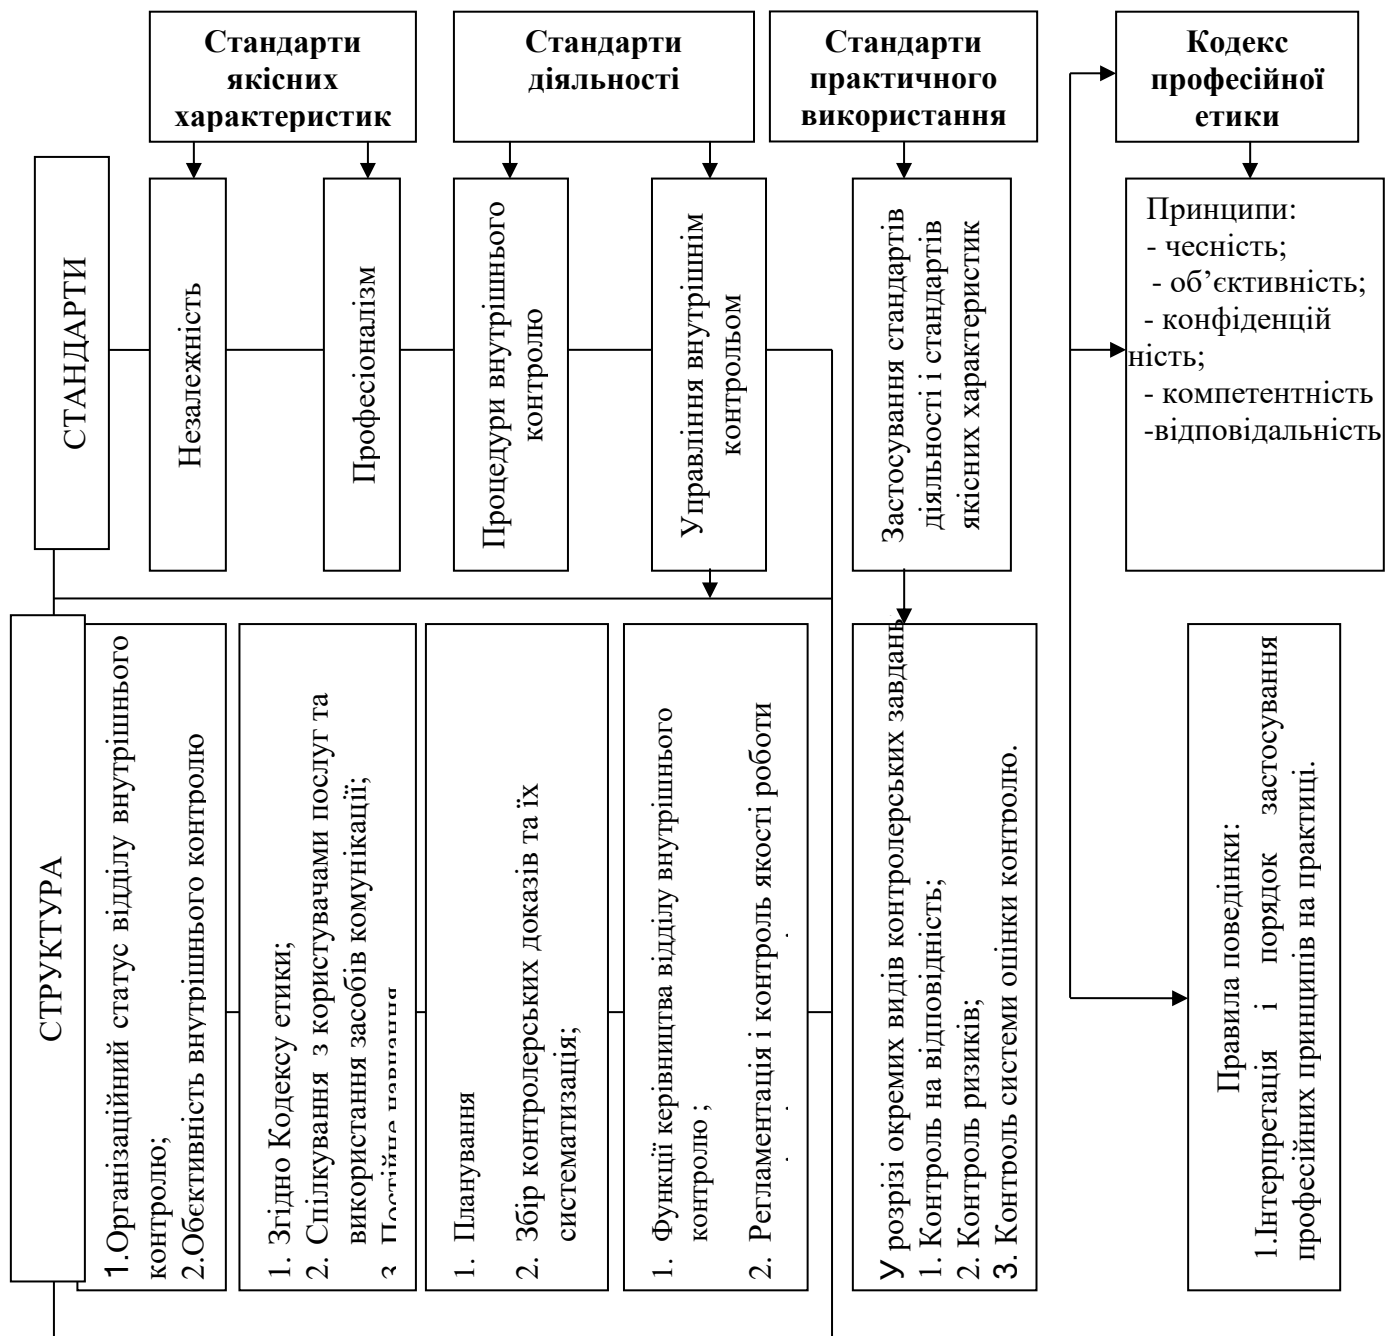 Стандарти
якісних
характеристик
Стандарти
діяльності
Стандарти
практичного
використання
Кодекс
професійної
етики
СТАНДАРТИ
Незалежність
Професіоналізм
Процедури внутрішнього
контролю
Управління внутрішнім
контрольом
Застосування стандартів
діяльності і стандартів
якісних характеристик
Принципи:
- чесність;
- об’єктивність;
- конфіденцій
ність;
- компетентність
-відповідальність
СТРУКТУРА
1.Організаційний статус відділу внутрішнього
контролю;
2.Обєктивність внутрішнього контролю
1. Згідно Кодексу етики;
2. Спілкування з користувачами послуг та
використання засобів комунікації;
3 Постійне навчання
1. Планування
2. Збір контролерських доказів та їх
систематизація;
1. Функції керівництва відділу внутрішнього
контролю ;
2. Регламентація і контроль якості роботи
У розрізі окремих видів контролерських завдань
1. Контроль на відповідність;
2. Контроль ризиків;
3. Контроль системи оцінки контролю.
Правила поведінки:
1.Інтерпретація і порядок застосування
професійних принципів на практиці.